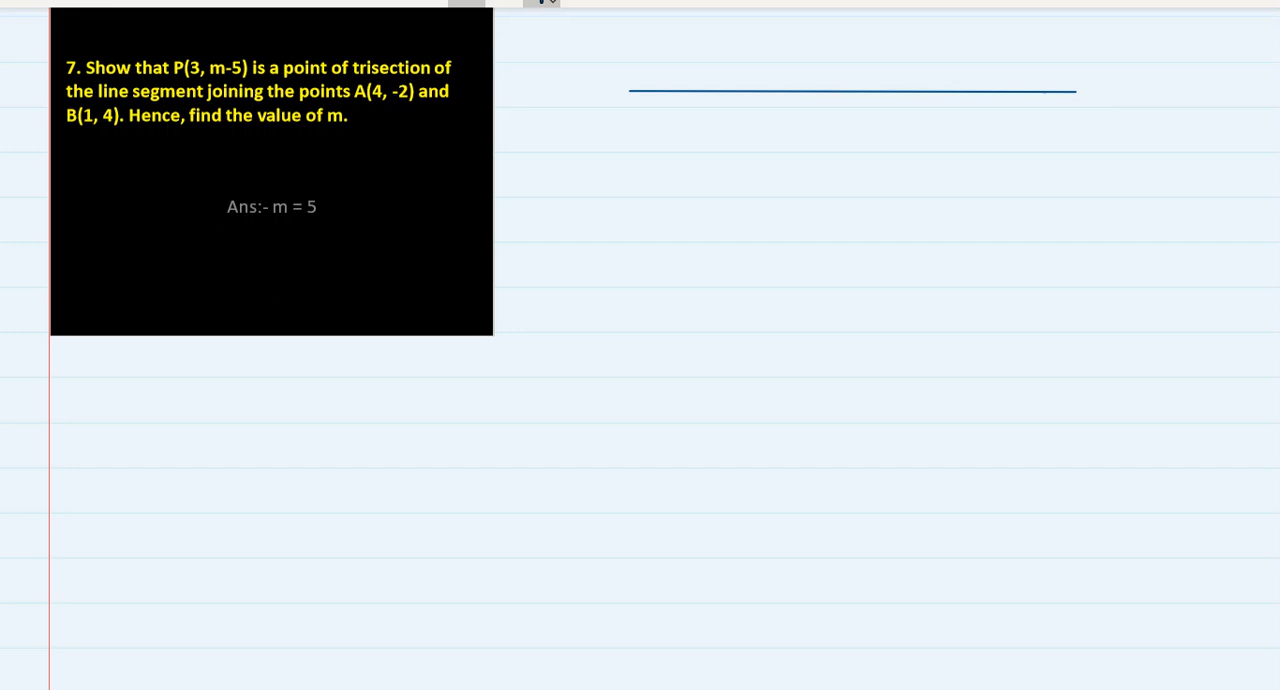 7. Show that P(3, m-5) is a point of trisection of
the line segment joining the points A(4, -2) and
B(1, 4). Hence, find the value of m.
Ans:- m = 5